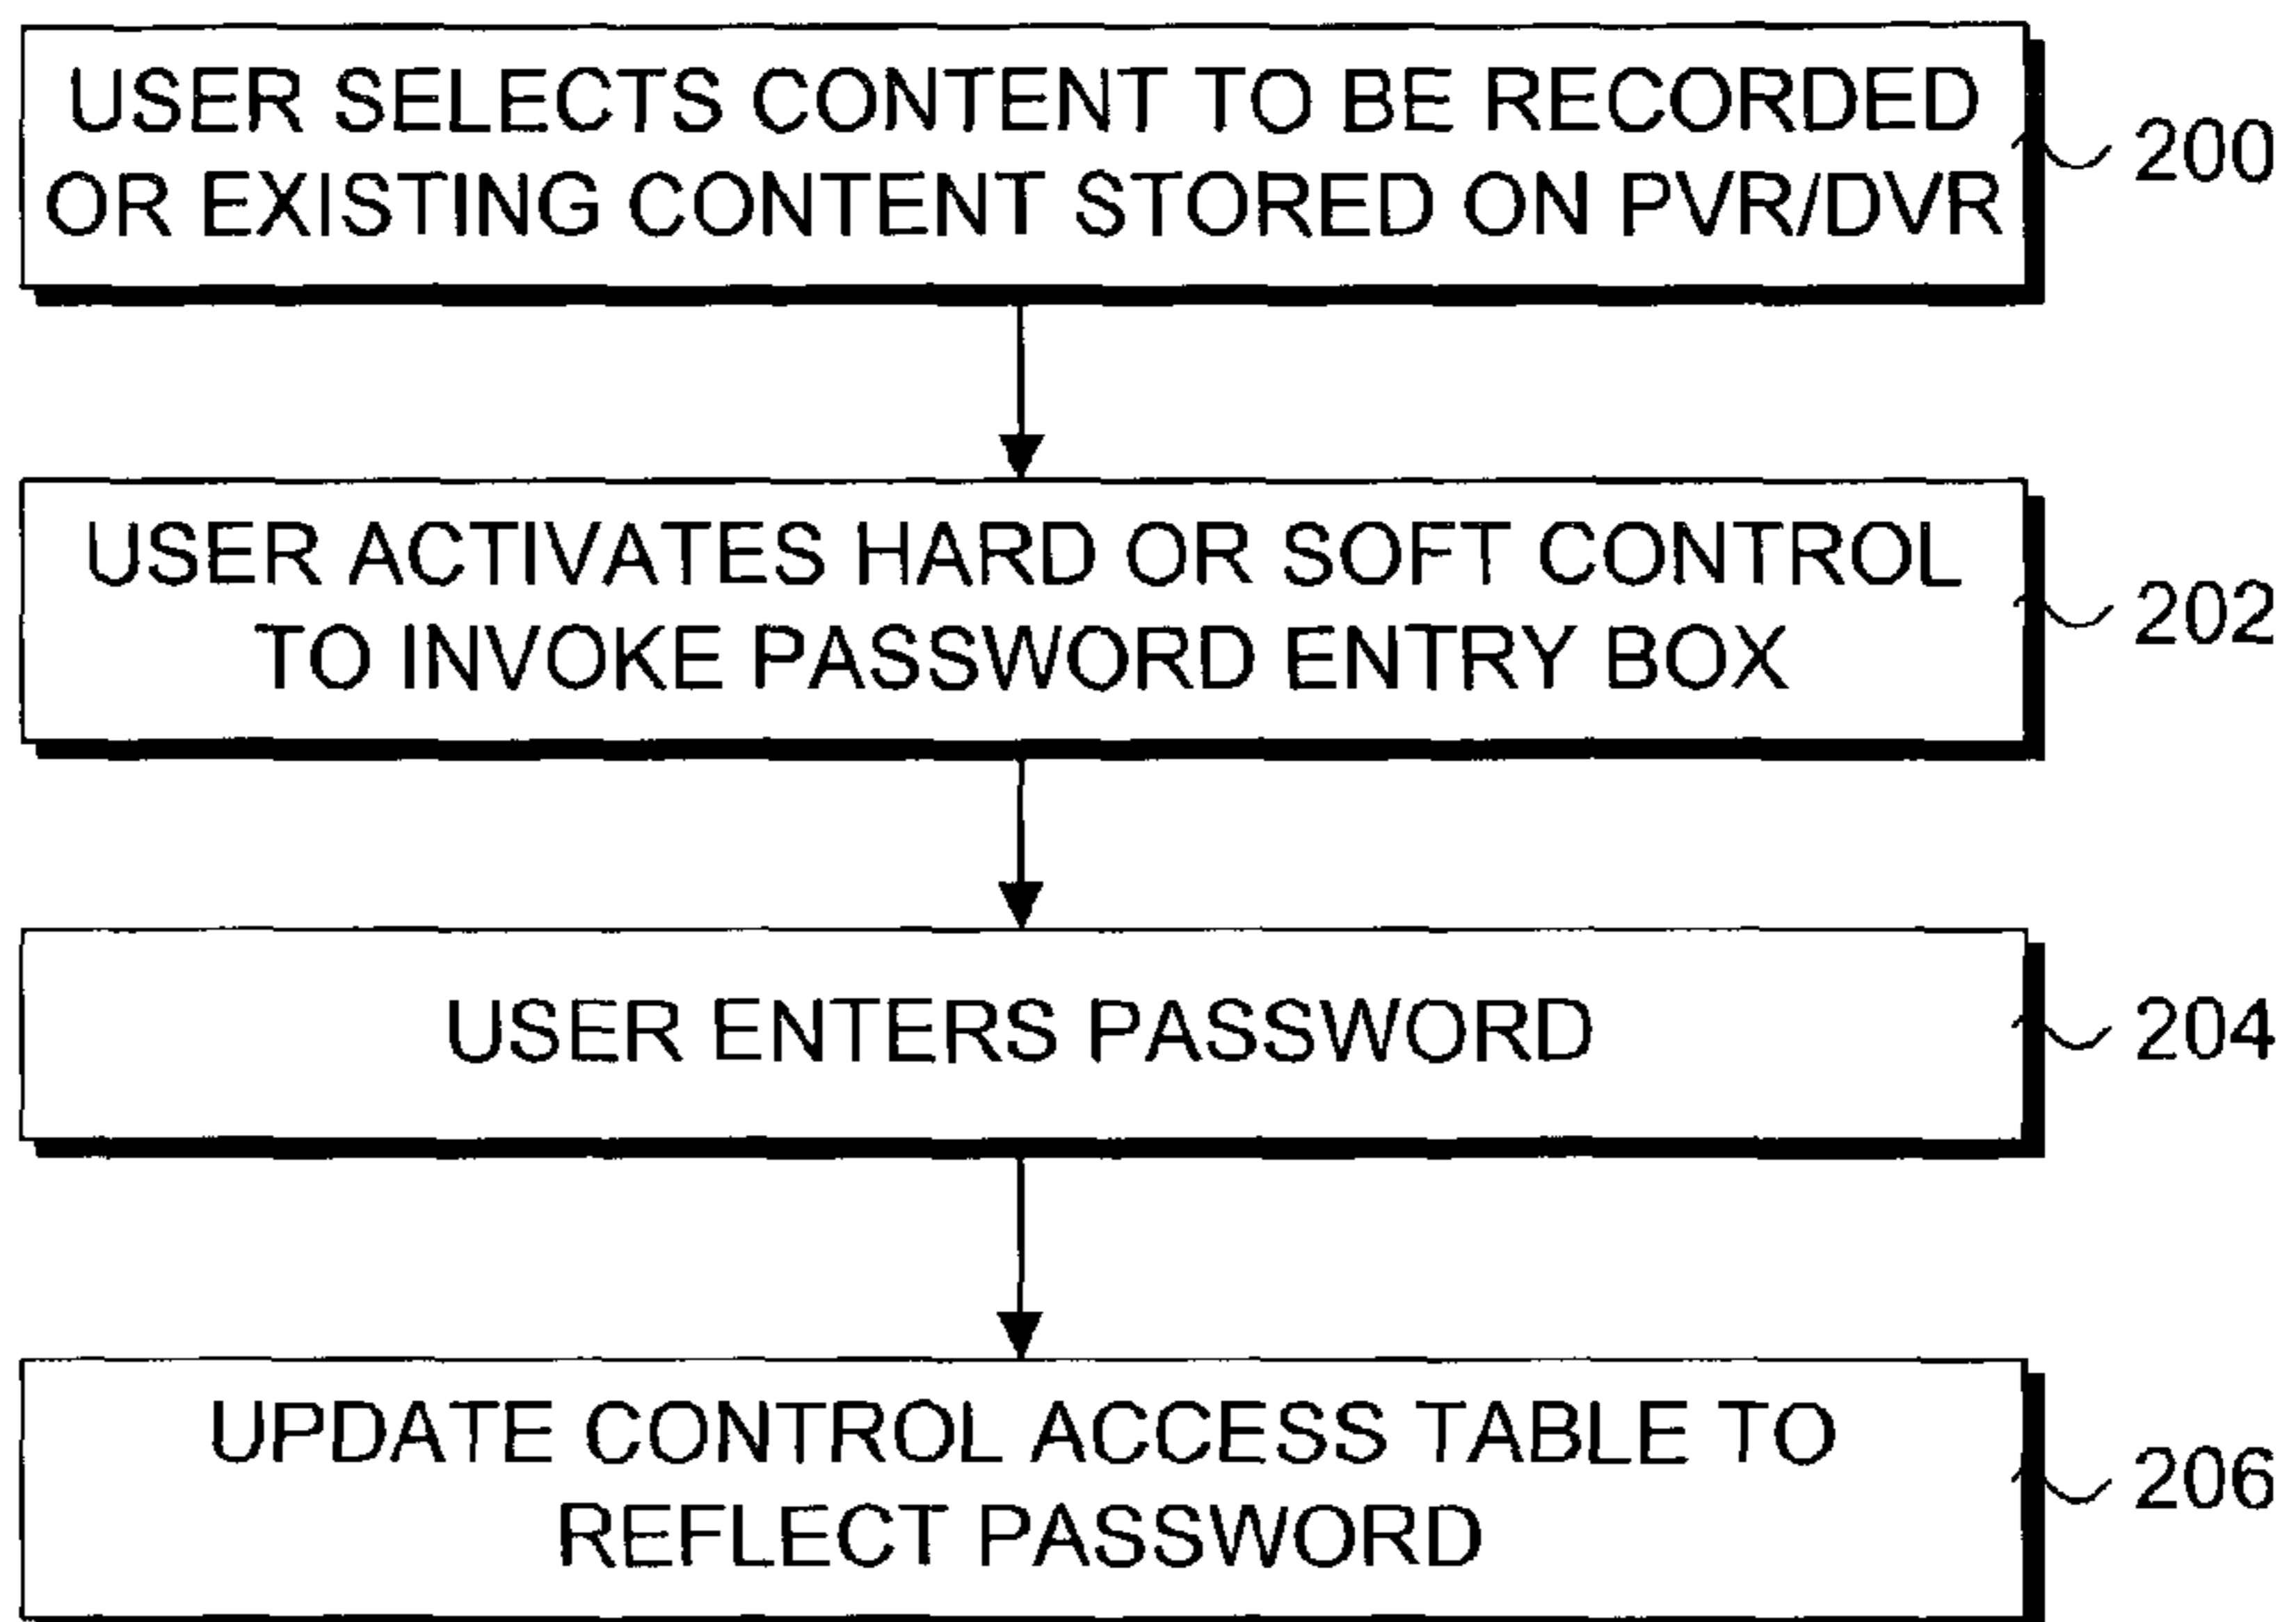 USER SELECTS CONTENT TO BE RECORDED
OR EXISTING CONTENT STORED ON PVR/DVR
200
USER ACTIVATES HARD OR SOFT CONTROL
TO INVOKE PASSWORD ENTRY BOX
202
USER ENTERS PASSWORD
204
UPDATE CONTROL ACCESS TABLE TO
REFLECT PASSWORD
206